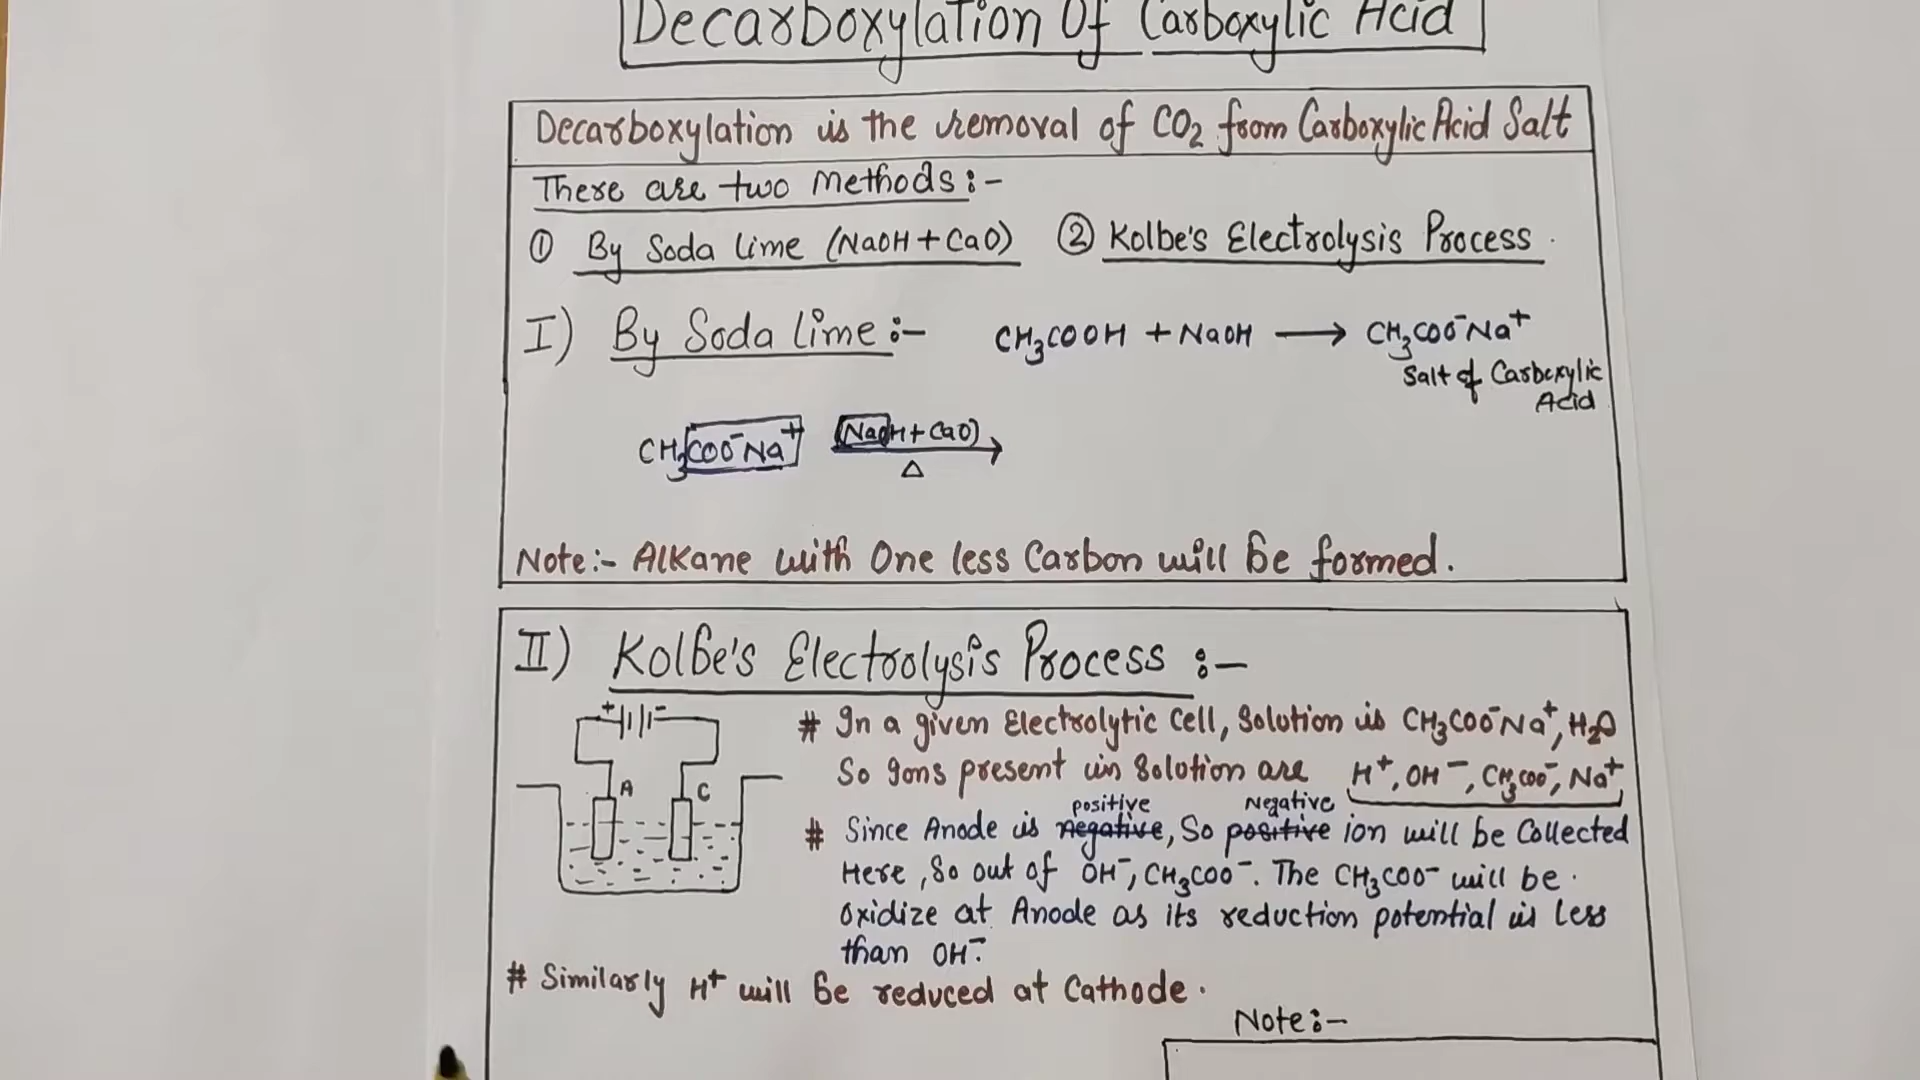 Decarboxylation Of Carboxylic Acid
Decarboxylation is the removal of CO2 from Carboxylic Acid Salt
There are two Methods:-
① By Soda lime (NaOH + CaO) ② Kolbe's Electrolysis Process.
I) By Soda lime :- CH3COOH + NaOH ⟶ CH3COO⁻Na⁺
Salt of Carboxylic
Acid
CH3COO⁻Na⁺ (NaOH + CaO) →
Δ
Note:- Alkane with One less Carbon will be formed.
II) Kolbe's Electrolysis Process :-
+ -
A C
# In a given Electrolytic Cell, Solution is CH3COO⁻Na⁺, H2O
So Ions present in Solution are H⁺, OH⁻, CH3COO⁻, Na⁺
positive Negative
# Since Anode is negative, So positive ion will be Collected
Here, So out of OH⁻, CH3COO⁻. The CH3COO⁻ will be.
Oxidize at Anode as its reduction potential is Less
than OH⁻.
# Similarly H⁺ will be reduced at Cathode.
Note:-